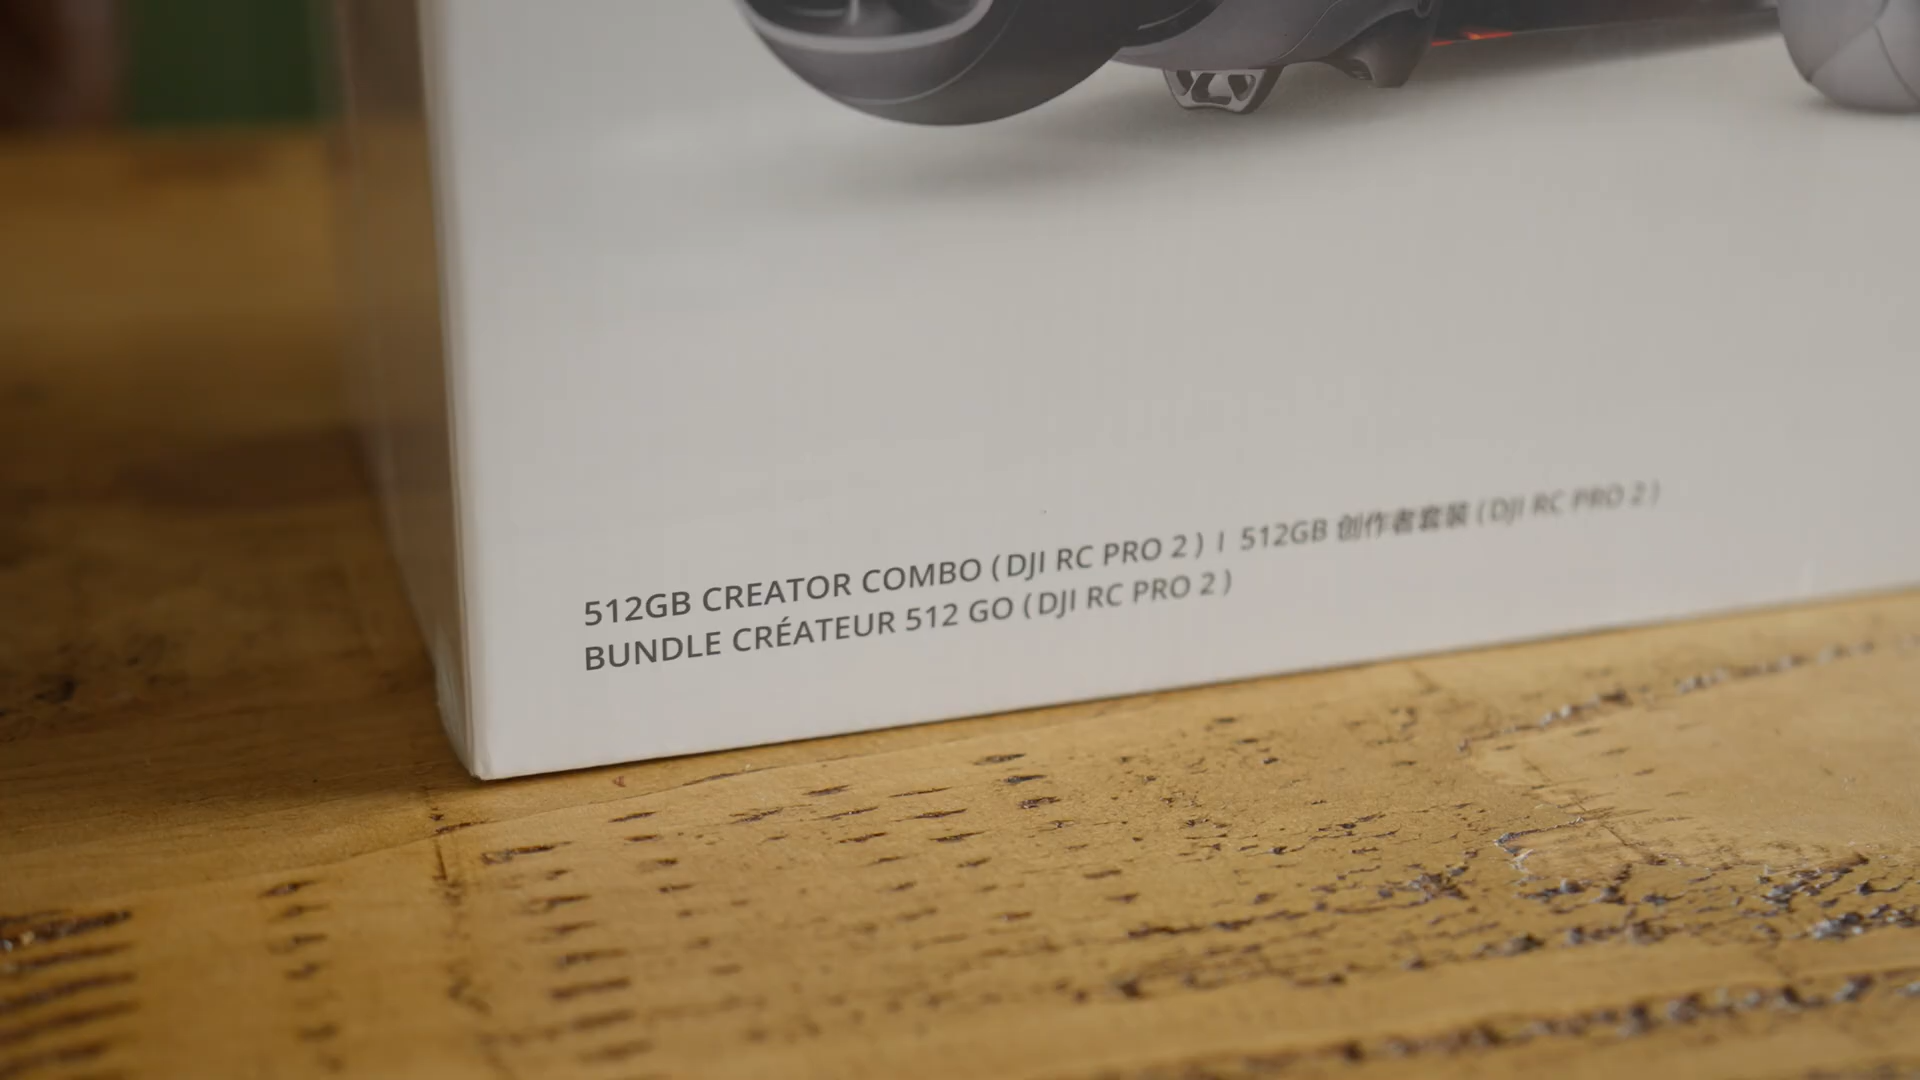 512GB CREATOR COMBO (DJI RC PRO 2) | 512GB 创作者套装 (DJI RC PRO 2)
BUNDLE CRÉATEUR 512 GO (DJI RC PRO 2)